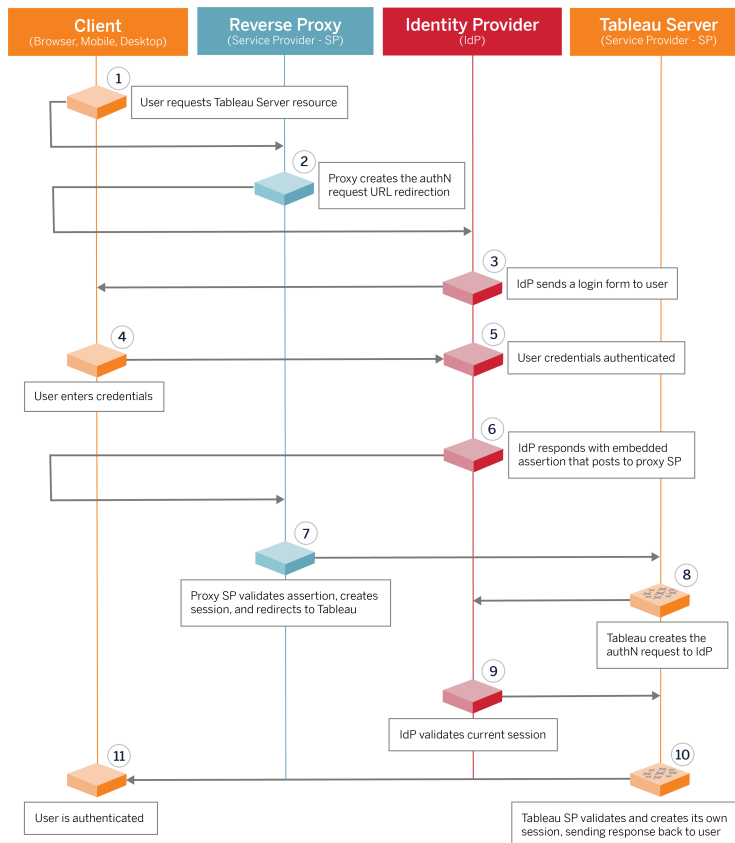 Client
(Browser, Mobile, Desktop)
Reverse Proxy
(Service Provider - SP)
Identity Provider
(IdP)
Tableau Server
(Service Provider - SP)
1
User requests Tableau Server resource
2
Proxy creates the authN
request URL redirection
3
IdP sends a login form to user
4
User enters credentials
5
User credentials authenticated
6
IdP responds with embedded
assertion that posts to proxy SP
7
Proxy SP validates assertion, creates
session, and redirects to Tableau
8
Tableau creates the
authN request to IdP
9
IdP validates current session
10
Tableau SP validates and creates its own
session, sending response back to user
11
User is authenticated